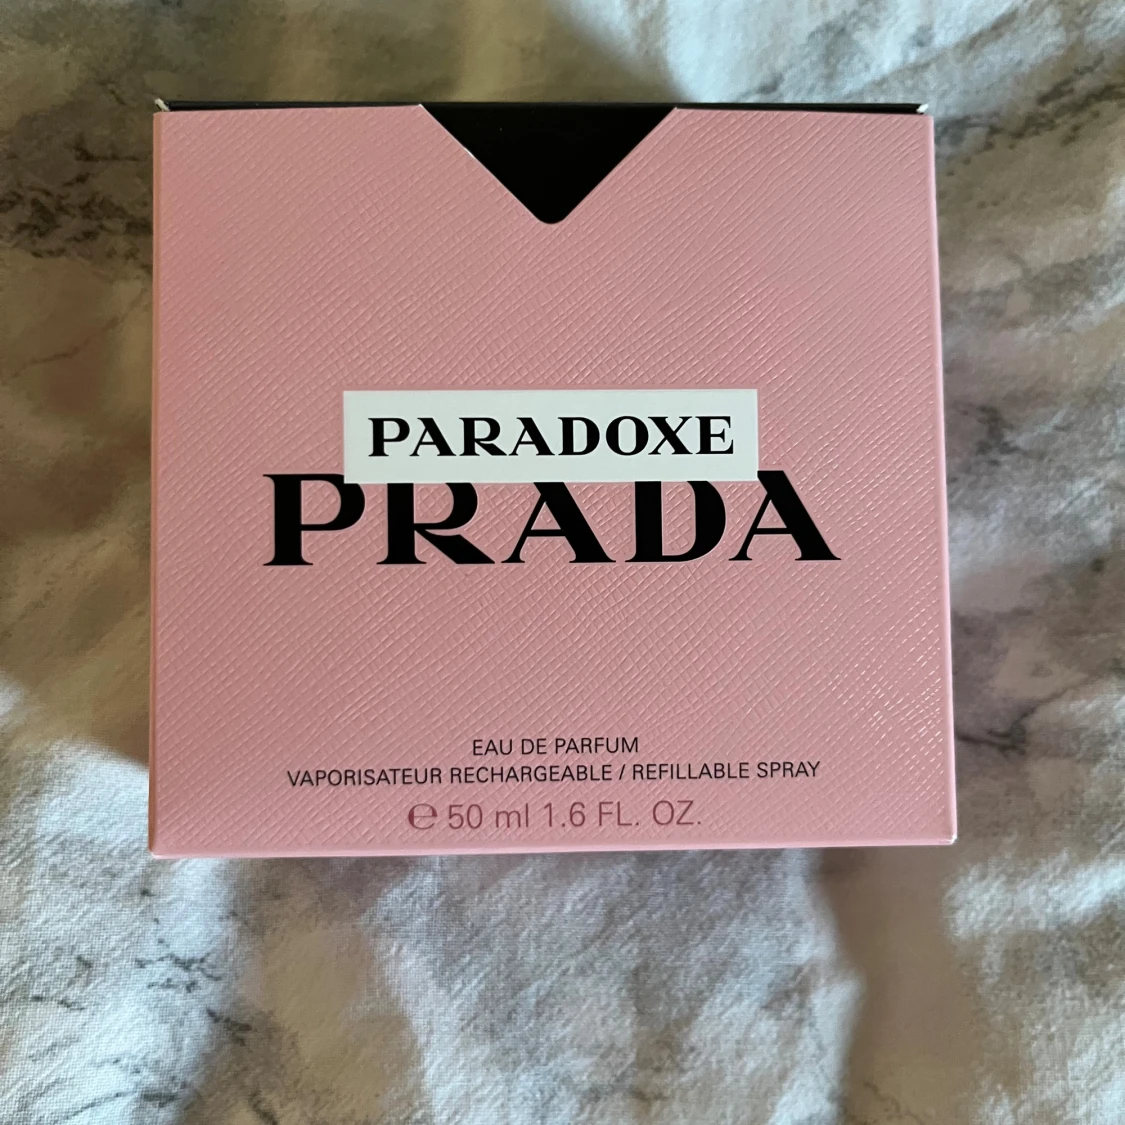 PARADOXE
PRADA
EAU DE PARFUM
VAPORISATEUR RECHARGEABLE / REFILLABLE SPRAY
℮ 50 ml 1.6 FL. OZ.